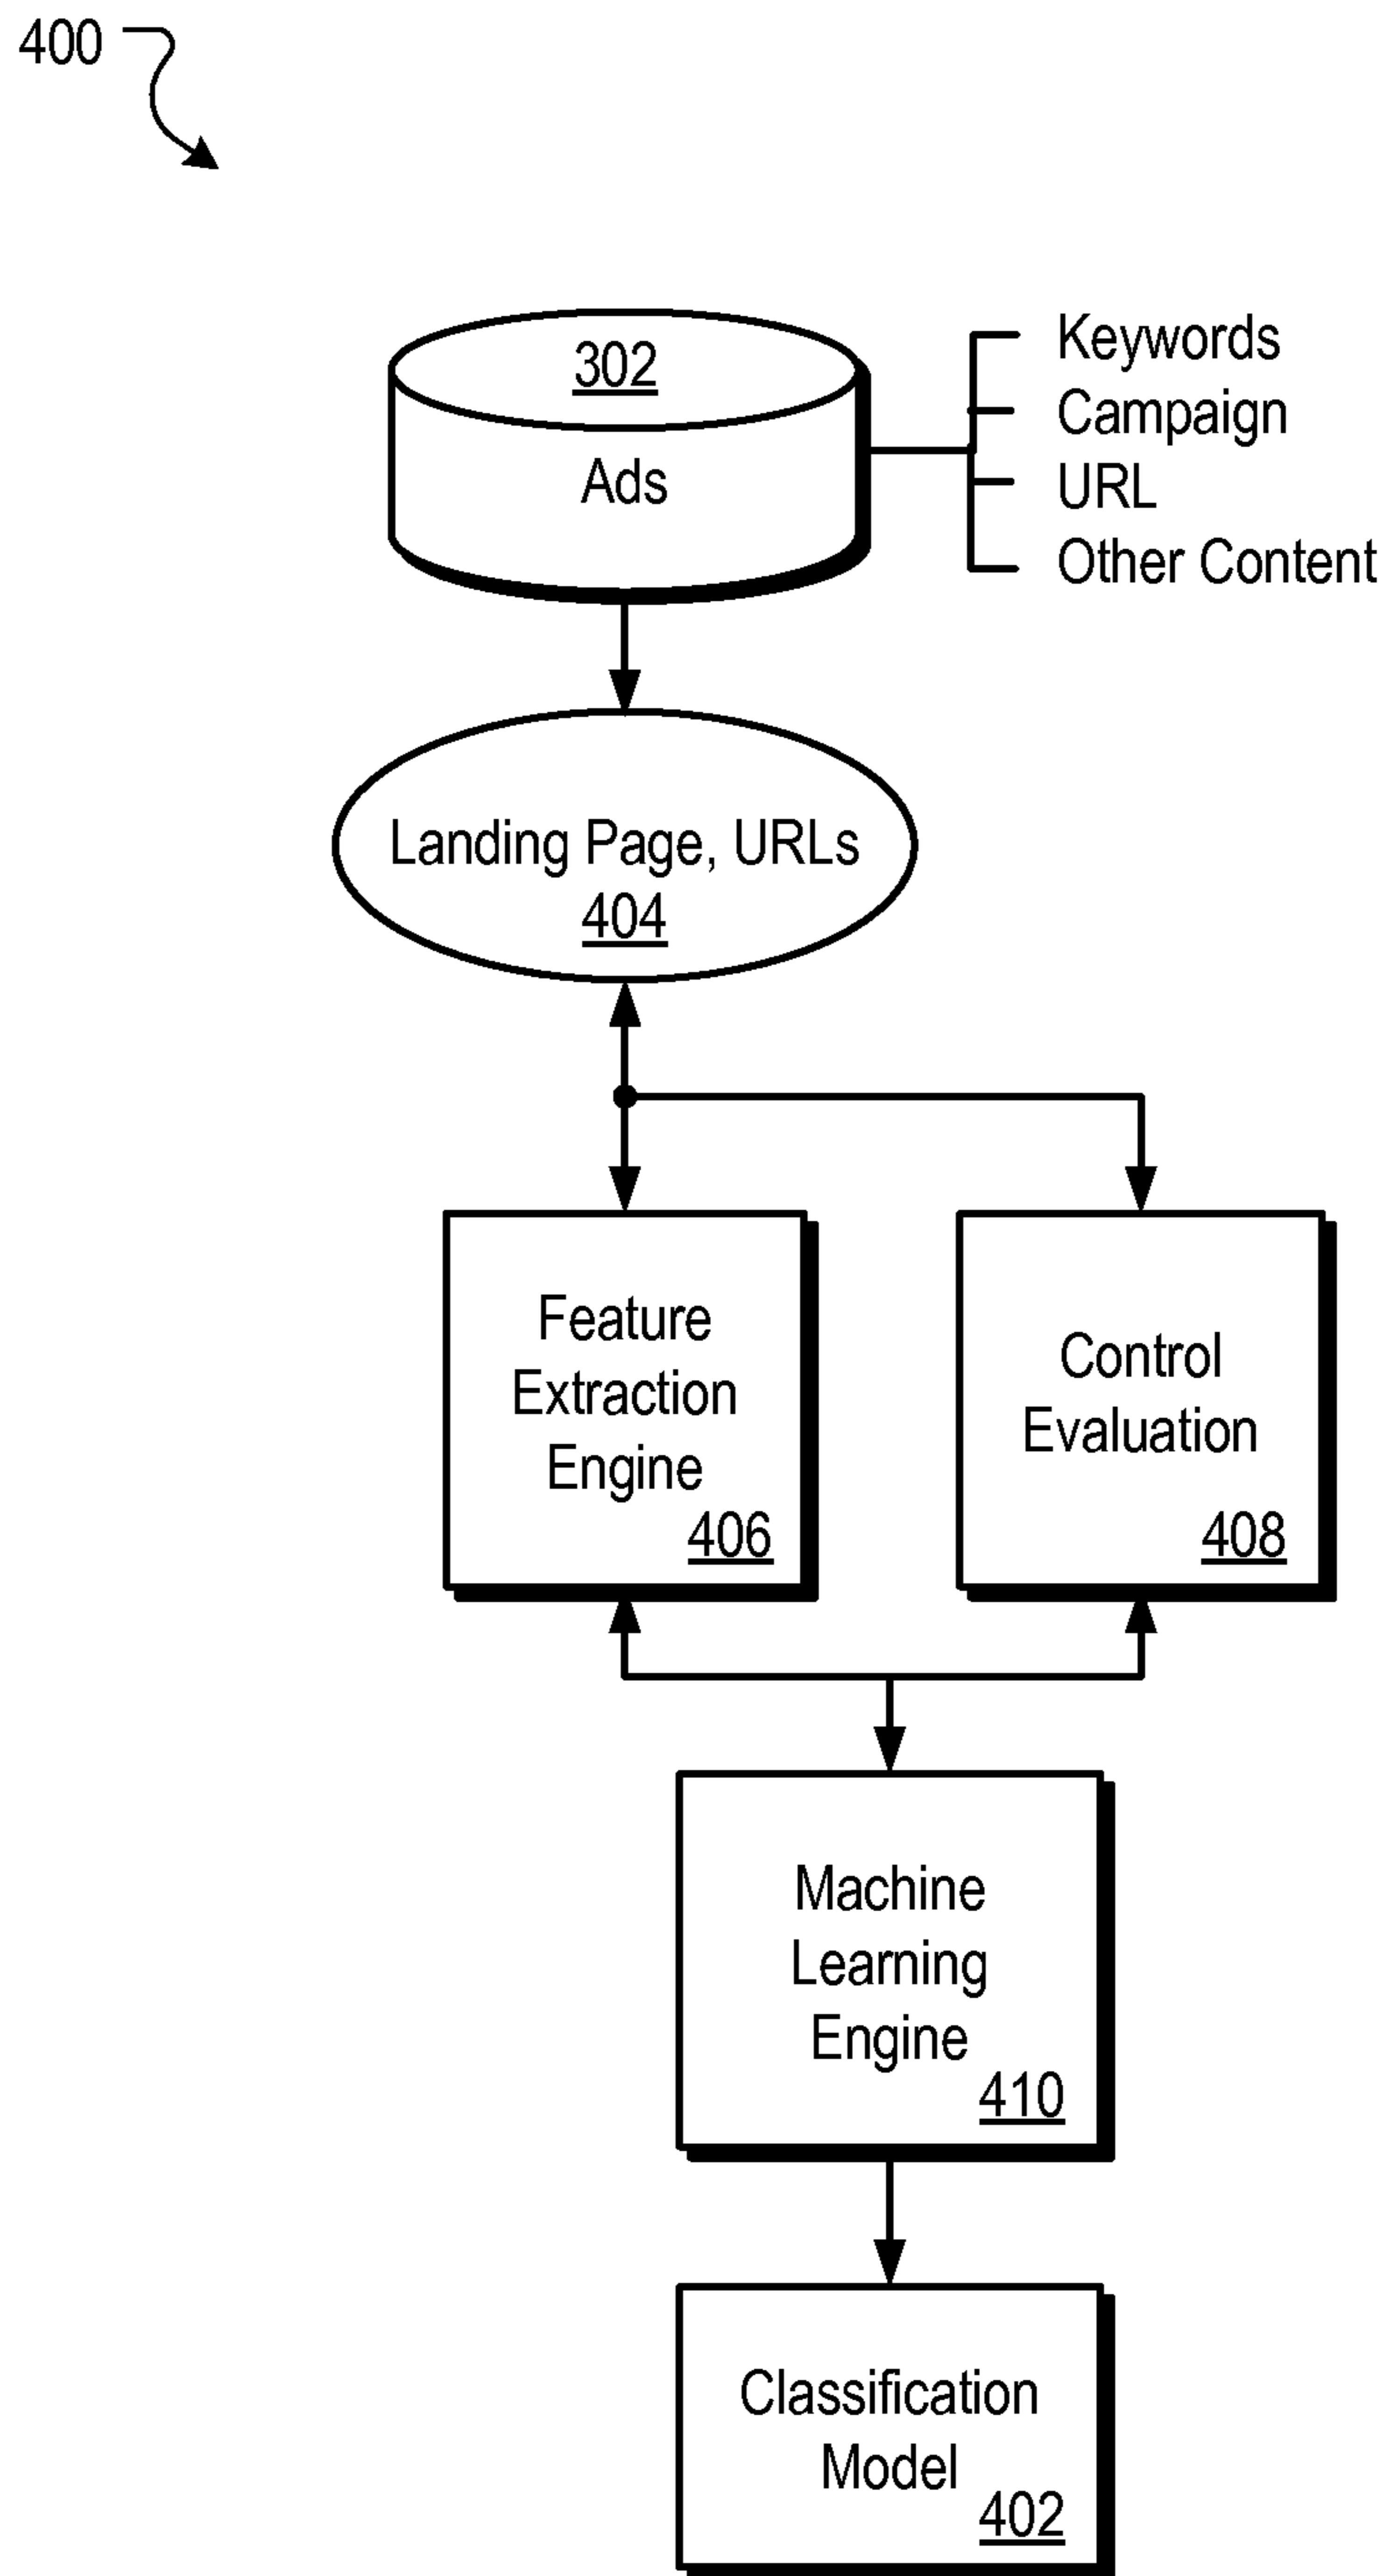 400
302
Ads
Keywords
Campaign
URL
Other Content
Landing Page, URLs
404
Feature
Extraction
Engine
406
Control
Evaluation
408
Machine
Learning
Engine
410
Classification
Model
402